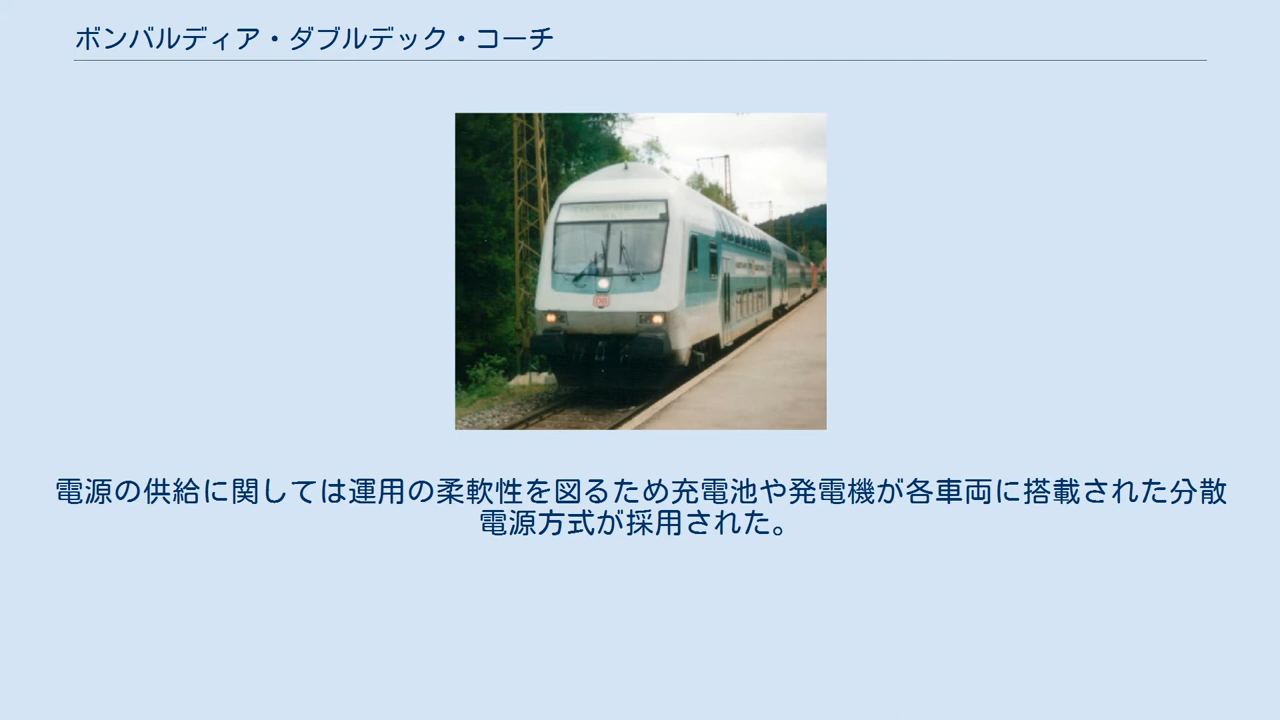 ボンバルディア・ダブルデック・コーチ
DB
電源の供給に関しては運用の柔軟性を図るため充電池や発電機が各車両に搭載された分散
電源方式が採用された。